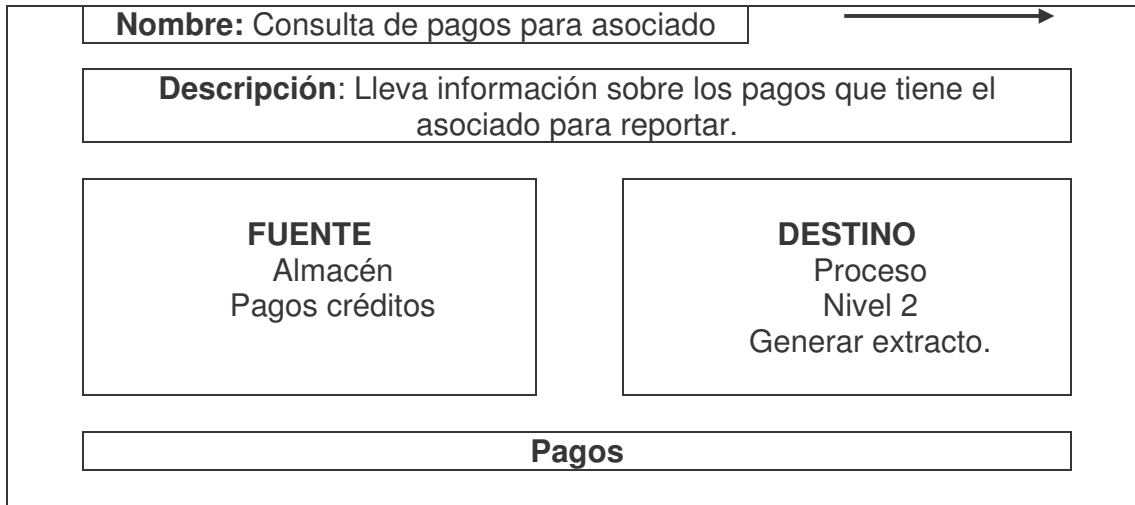 Nombre: Consulta de pagos para asociado
Descripción: Lleva información sobre los pagos que tiene el
asociado para reportar.
FUENTE
Almacén
Pagos créditos
DESTINO
Proceso
Nivel 2
Generar extracto.
Pagos